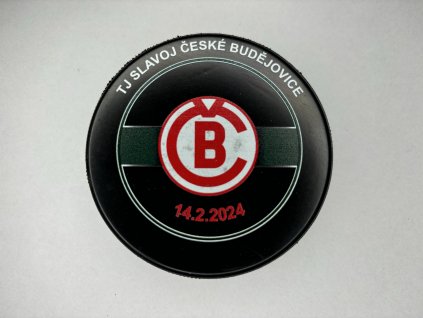 TJ SLAVOJ ČESKÉ BUDĚJOVICE
ČB
14.2.2024